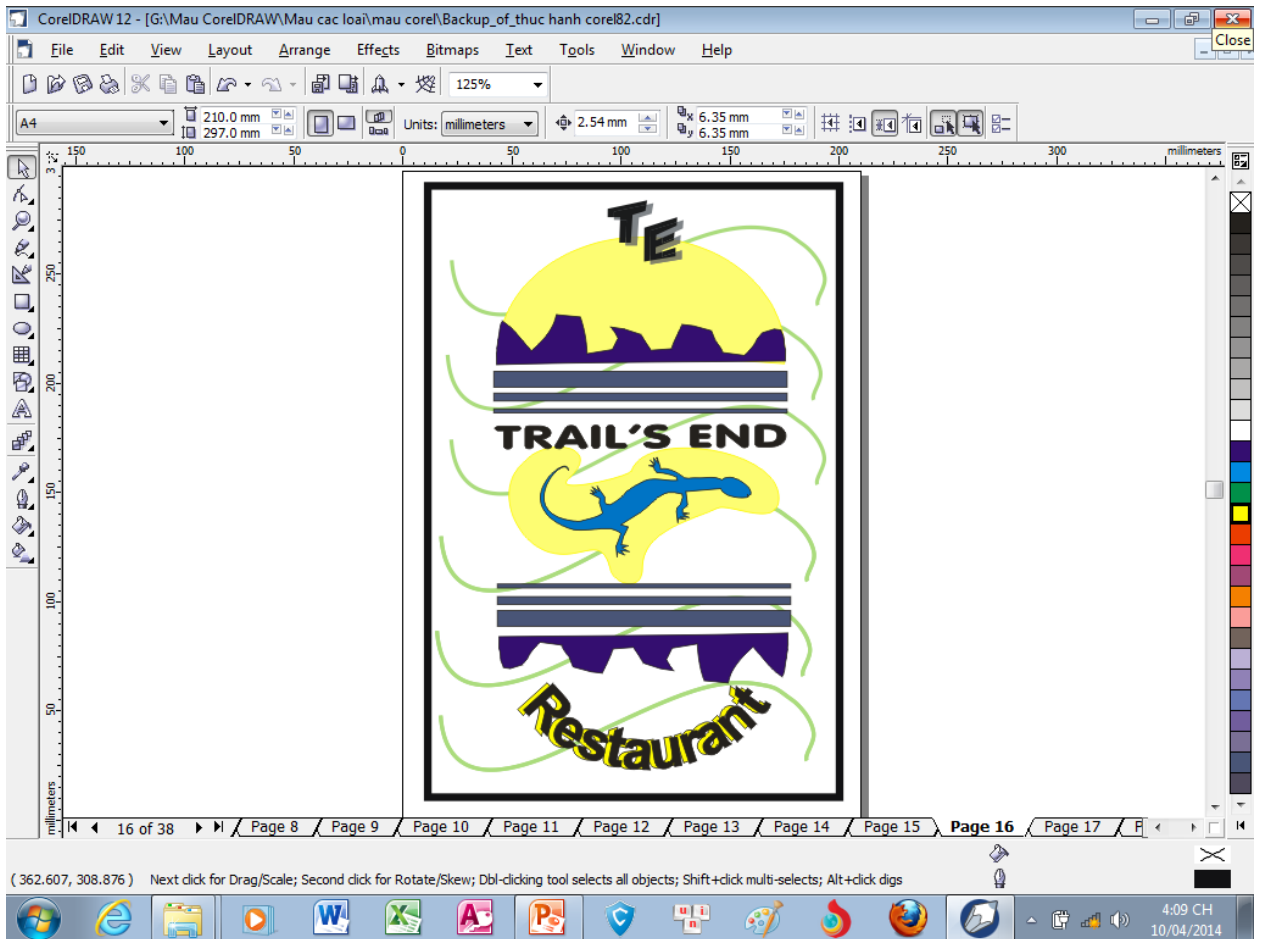 CorelDRAW 12 - [G:\Mau CorelDRAW\Mau cac loai\mau corel\Backup_of_thuc hanh corel82.cdr]
Close
File Edit View Layout Arrange Effects Bitmaps Text Tools Window Help
125%
A4 210.0 mm 297.0 mm Units: millimeters 2.54 mm x 6.35 mm y 6.35 mm
150 100 50 0 50 100 150 200 250 300 millimeters
250
200
150
100
50
millimeters
TE
TRAIL'S END
Restaurant
16 of 38 Page 8 Page 9 Page 10 Page 11 Page 12 Page 13 Page 14 Page 15 Page 16 Page 17 P
( 362.607, 308.876 ) Next click for Drag/Scale; Second click for Rotate/Skew; Dbl-clicking tool selects all objects; Shift+click multi-selects; Alt+click digs
u n i
4:09 CH
10/04/2014